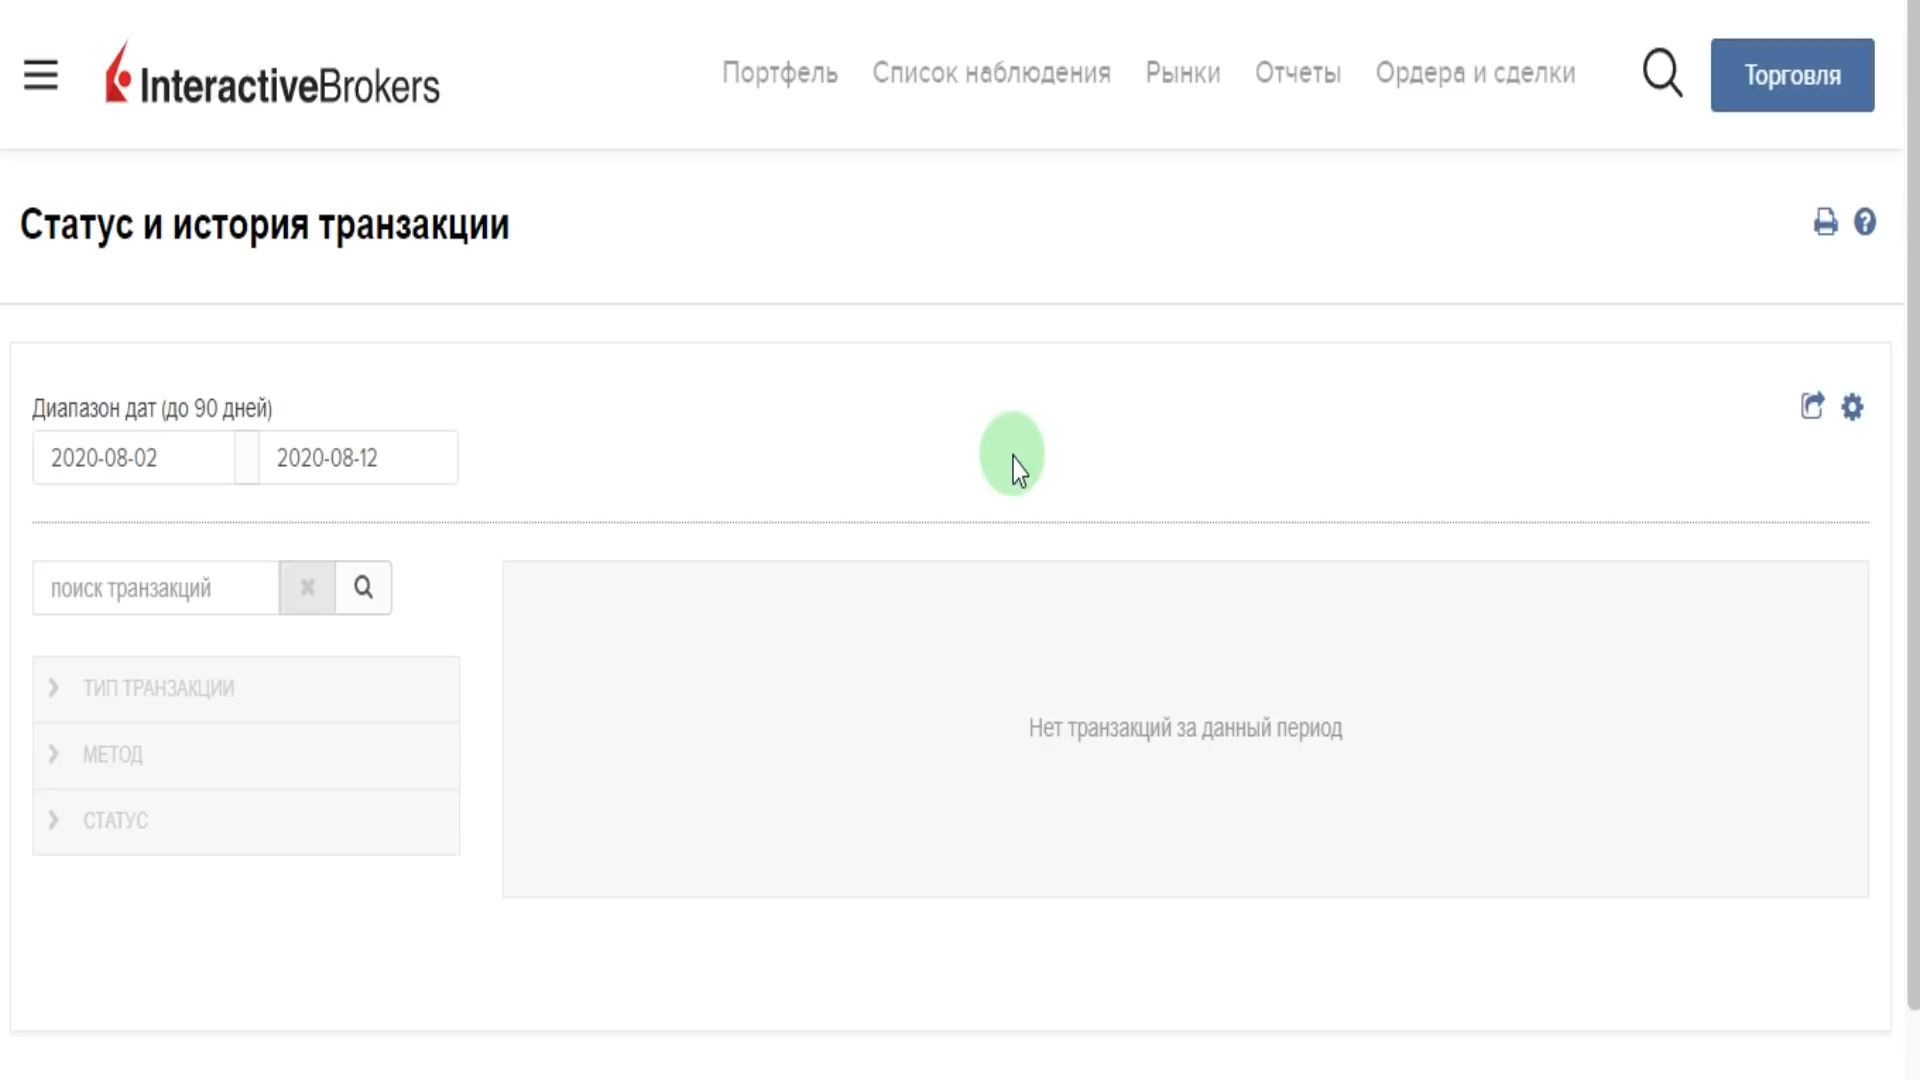 InteractiveBrokers
Портфель Список наблюдения Рынки Отчеты Ордера и сделки Торговля
Статус и история транзакции
Диапазон дат (до 90 дней)
2020-08-02 2020-08-12
поиск транзакций
ТИП ТРАНЗАКЦИИ
МЕТОД
СТАТУС
Нет транзакций за данный период